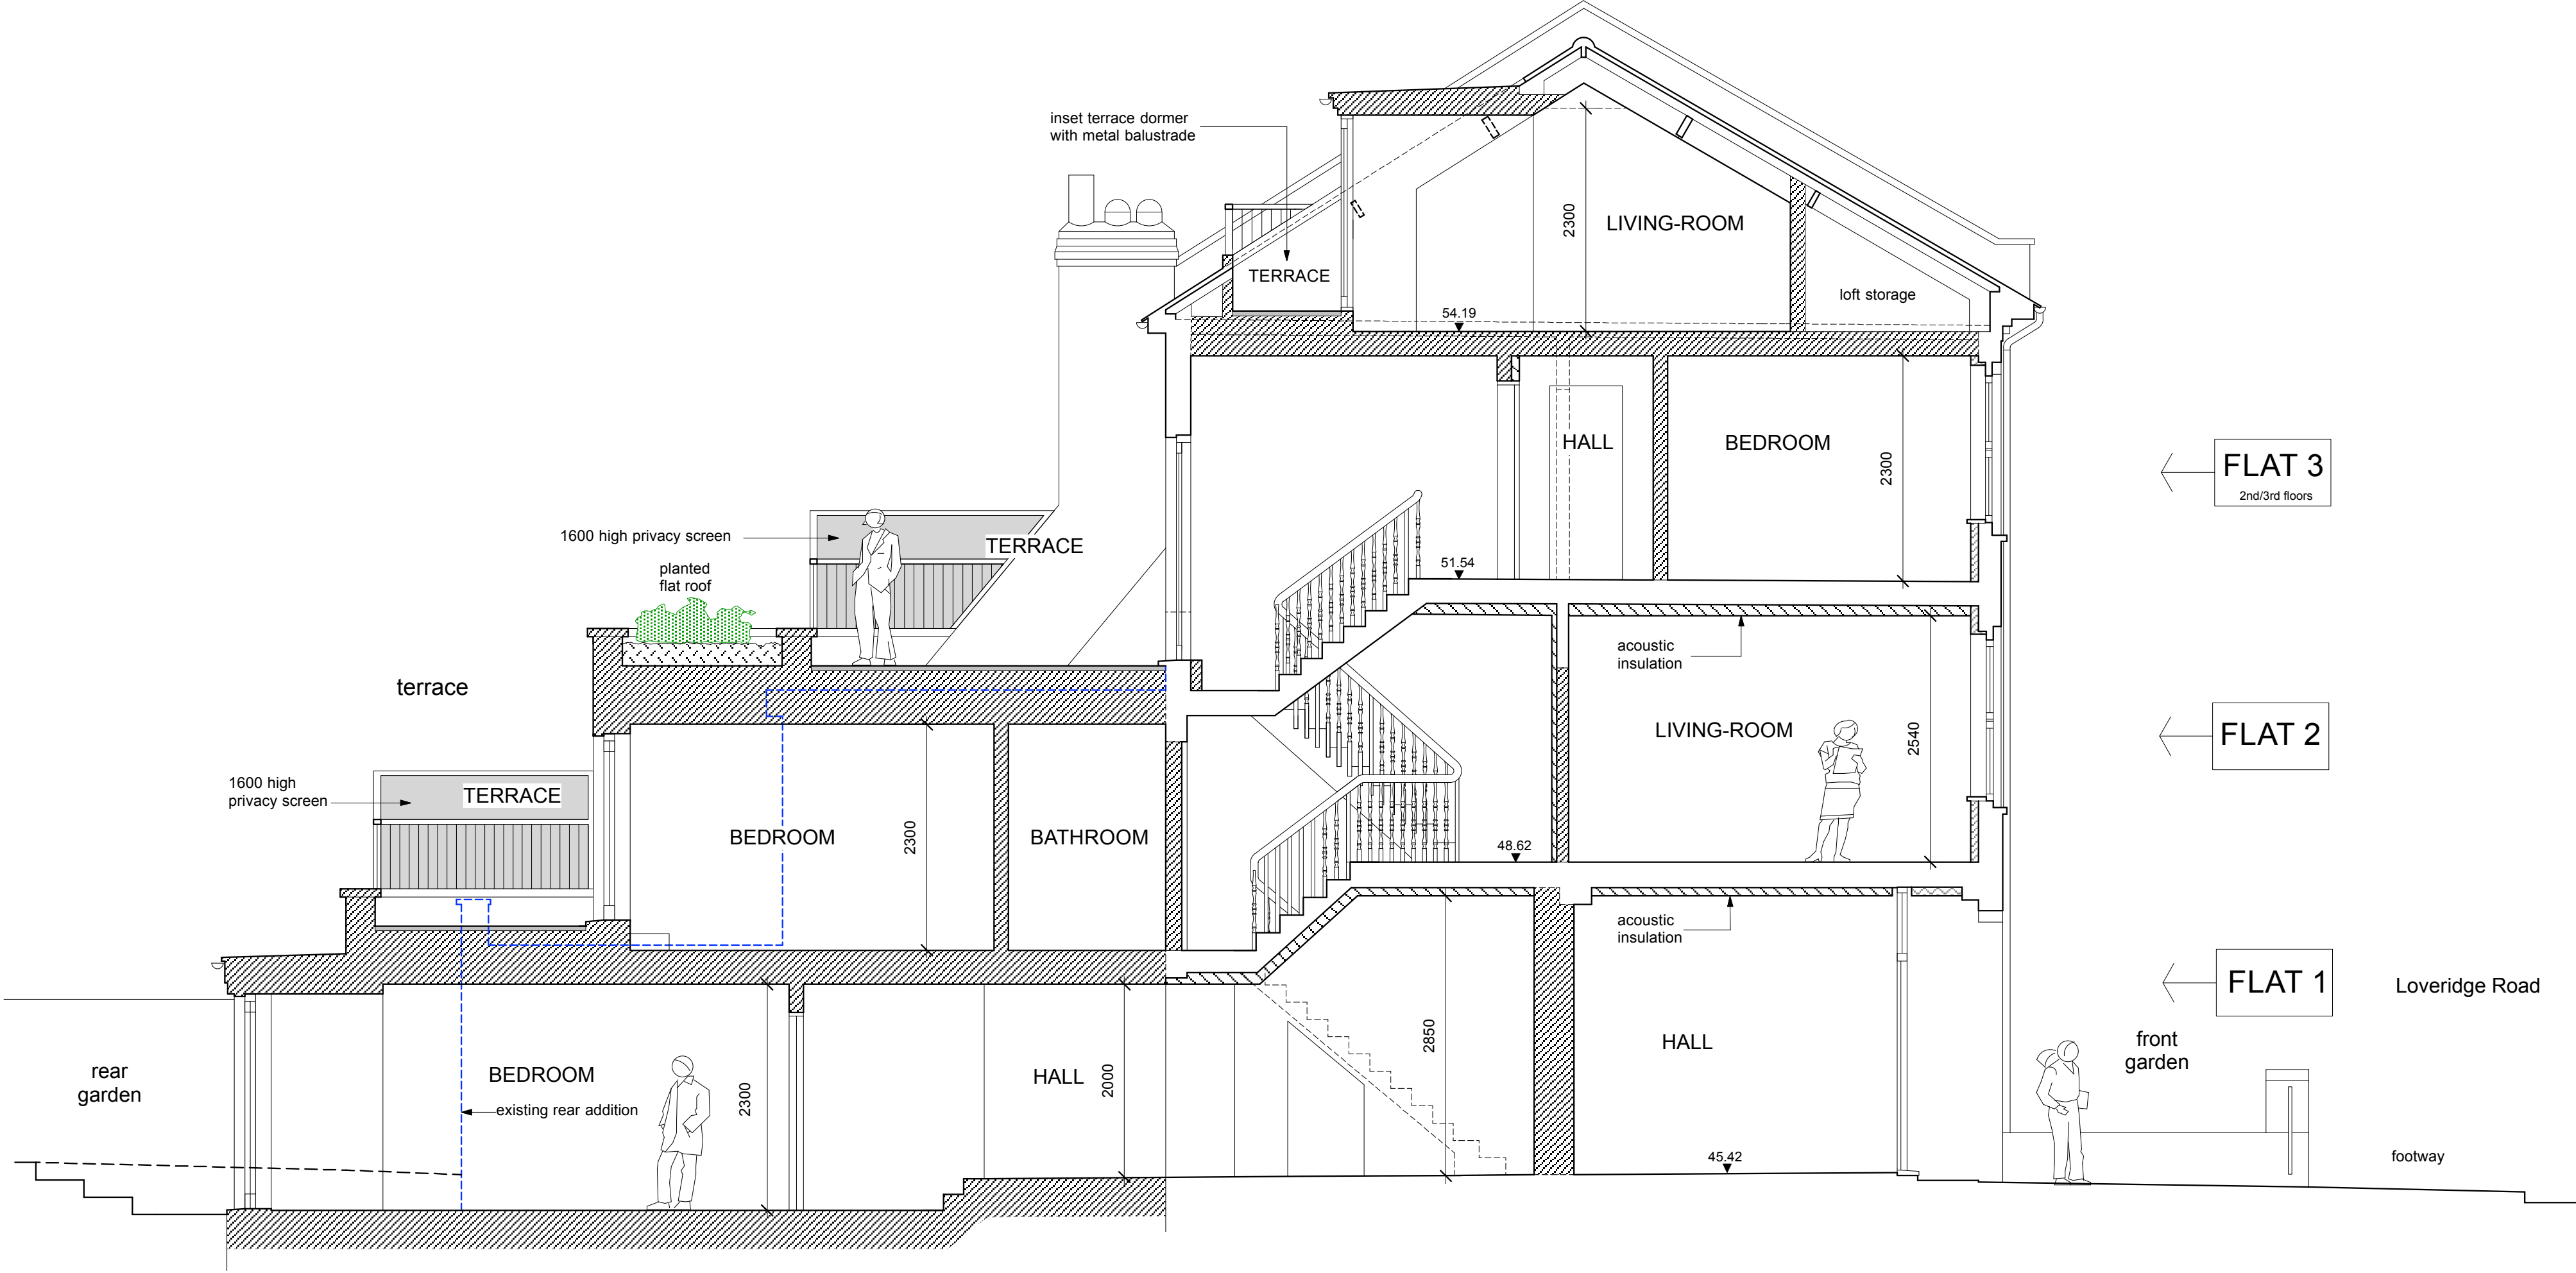 inset terrace dormer
with metal balustrade
2300
LIVING-ROOM
TERRACE
loft storage
54.19
HALL
BEDROOM
2300
FLAT 3
2nd/3rd floors
1600 high privacy screen
TERRACE
planted
flat roof
51.54
acoustic
insulation
terrace
LIVING-ROOM
2540
FLAT 2
1600 high
privacy screen
TERRACE
BEDROOM
2300
BATHROOM
48.62
acoustic
insulation
FLAT 1
Loveridge Road
rear
garden
BEDROOM
existing rear addition
2300
HALL
2000
2850
HALL
front
garden
45.42
footway